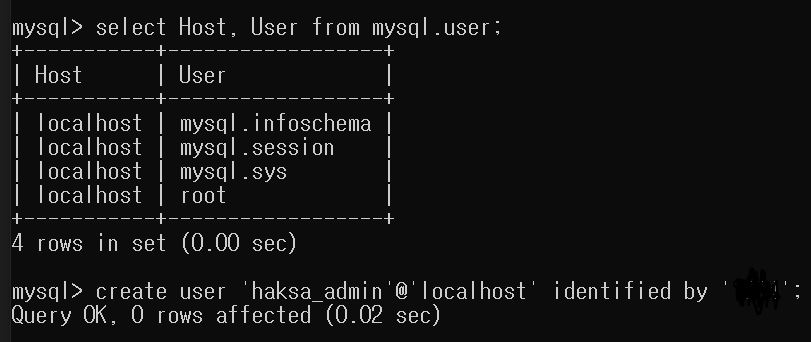 mysql> select Host, User from mysql.user;
+-----------+------------------+
| Host      | User             |
+-----------+------------------+
| localhost | mysql.infoschema |
| localhost | mysql.session    |
| localhost | mysql.sys        |
| localhost | root             |
+-----------+------------------+
4 rows in set (0.00 sec)
mysql> create user 'haksa_admin'@'localhost' identified by '';
Query OK, 0 rows affected (0.02 sec)